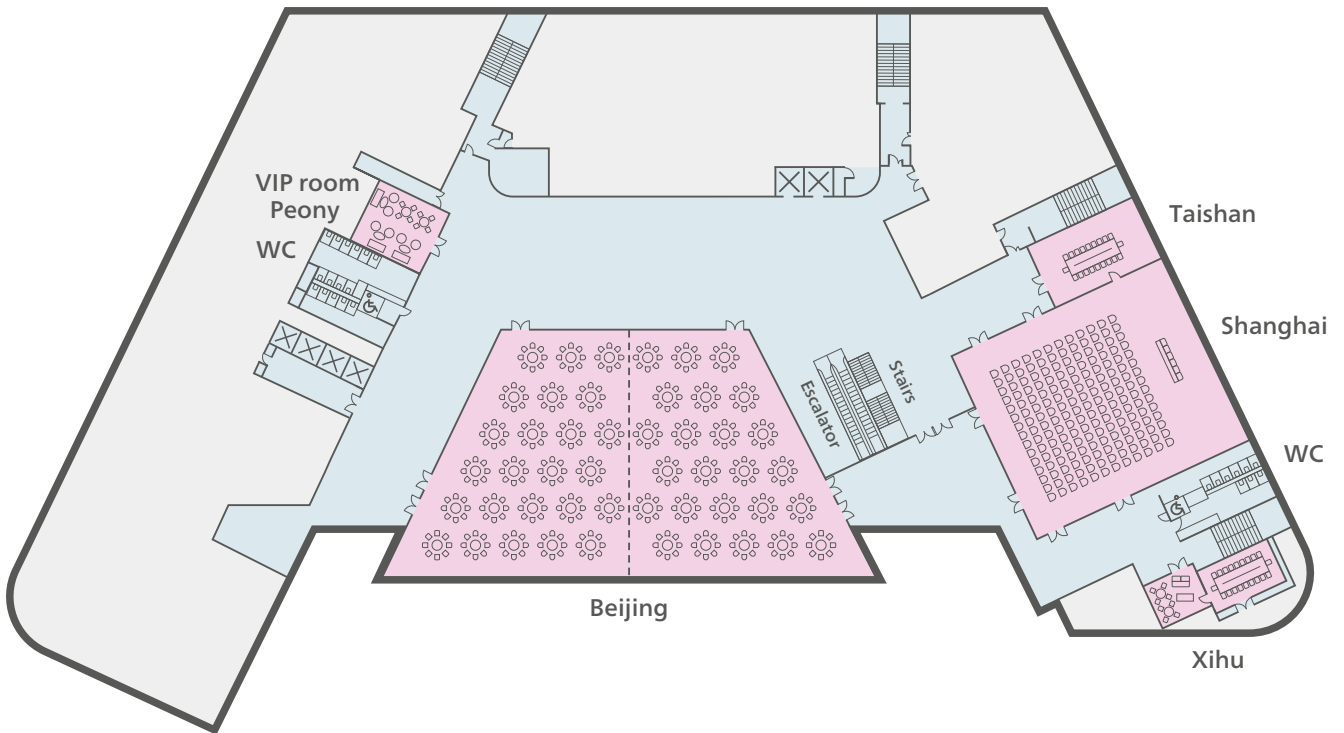 VIP room
Peony
WC
Taishan
Shanghai
Stairs
Escalator
WC
Beijing
Xihu